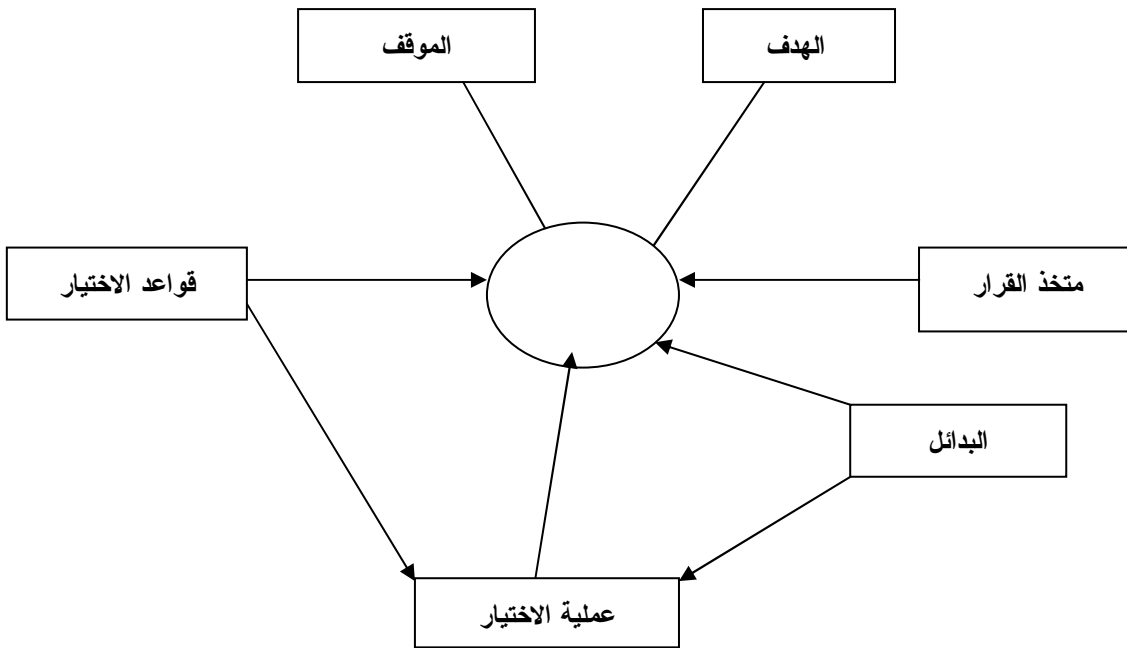 الهدف
الموقف
متخذ القرار
قواعد الاختيار
البدائل
عملية الاختيار